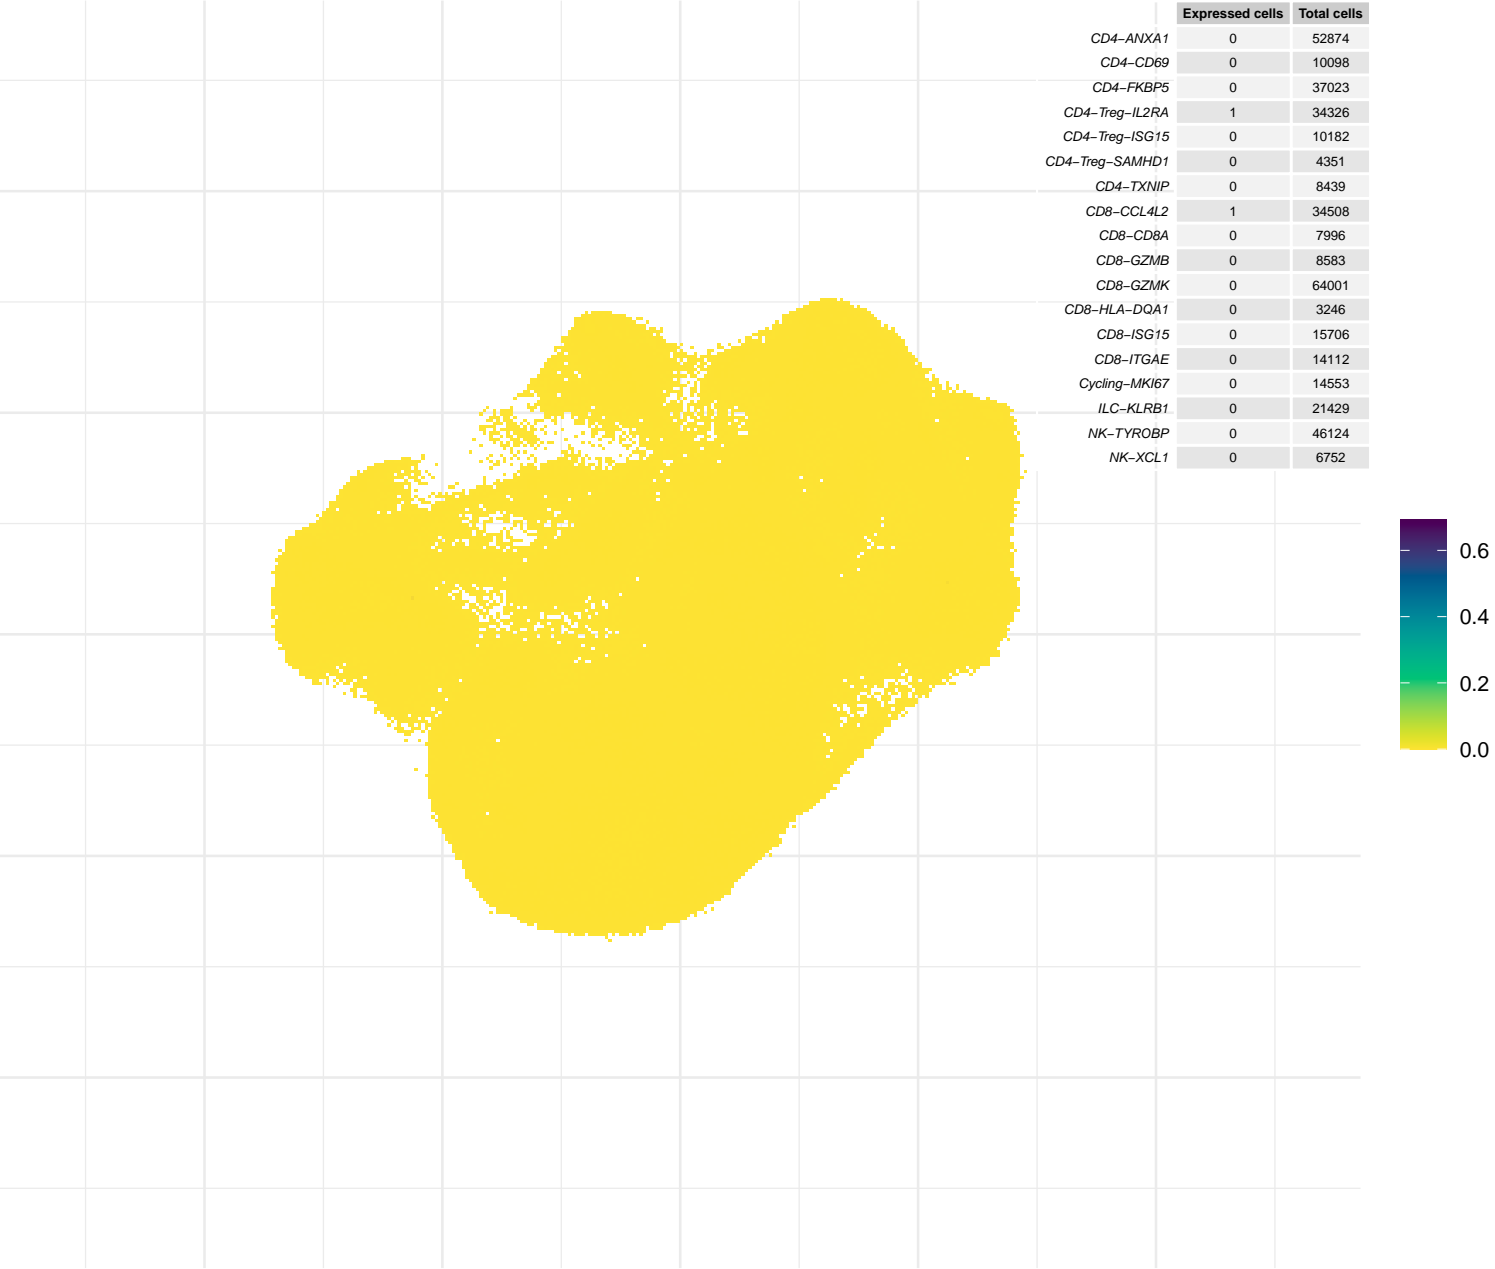 Expressed cells Total cells
CD4−ANXA1 0 52874
CD4−CD69 0 10098
CD4−FKBP5 0 37023
CD4−Treg−IL2RA 1 34326
CD4−Treg−ISG15 0 10182
CD4−Treg−SAMHD1 0 4351
CD4−TXNIP 0 8439
CD8−CCL4L2 1 34508
CD8−CD8A 0 7996
CD8−GZMB 0 8583
CD8−GZMK 0 64001
CD8−HLA−DQA1 0 3246
CD8−ISG15 0 15706
CD8−ITGAE 0 14112
Cycling−MKI67 0 14553
ILC−KLRB1 0 21429
NK−TYROBP 0 46124
NK−XCL1 0 6752
0.6
0.4
0.2
0.0